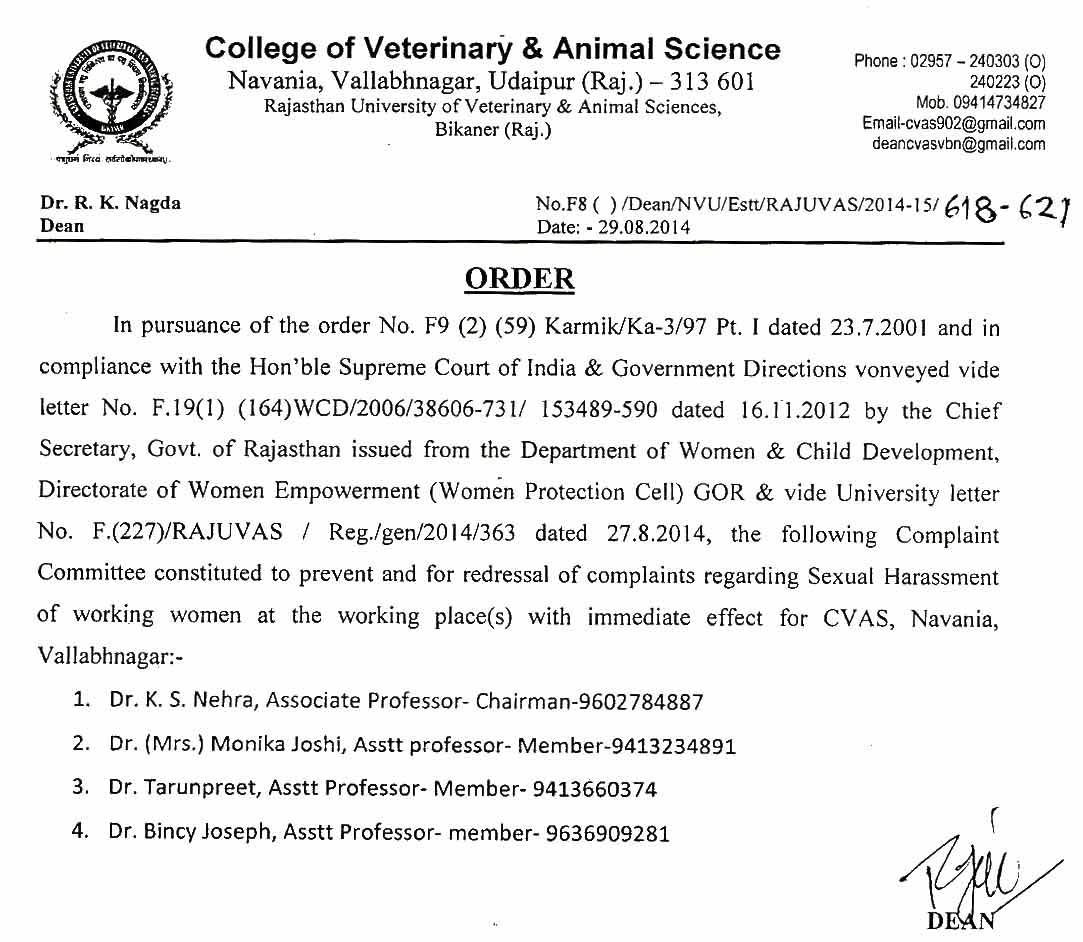 College of Veterinary & Animal Science
Navania, Vallabhnagar, Udaipur (Raj.) – 313 601
Rajasthan University of Veterinary & Animal Sciences,
Bikaner (Raj.)
Phone : 02957 – 240303 (O)
240223 (O)
Mob. 09414734827
Email-cvas902@gmail.com
deancvasvbn@gmail.com
Dr. R. K. Nagda
Dean
No.F8 ( ) /Dean/NVU/Estt/RAJUVAS/2014-15/ 618-621
Date: - 29.08.2014
ORDER
In pursuance of the order No. F9 (2) (59) Karmik/Ka-3/97 Pt. I dated 23.7.2001 and in
compliance with the Hon'ble Supreme Court of India & Government Directions vonveyed vide
letter No. F.19(1) (164)WCD/2006/38606-731/ 153489-590 dated 16.11.2012 by the Chief
Secretary, Govt. of Rajasthan issued from the Department of Women & Child Development,
Directorate of Women Empowerment (Women Protection Cell) GOR & vide University letter
No. F.(227)/RAJUVAS / Reg./gen/2014/363 dated 27.8.2014, the following Complaint
Committee constituted to prevent and for redressal of complaints regarding Sexual Harassment
of working women at the working place(s) with immediate effect for CVAS, Navania,
Vallabhnagar:-
1. Dr. K. S. Nehra, Associate Professor- Chairman-9602784887
2. Dr. (Mrs.) Monika Joshi, Asstt professor- Member-9413234891
3. Dr. Tarunpreet, Asstt Professor- Member- 9413660374
4. Dr. Bincy Joseph, Asstt Professor- member- 9636909281
DEAN